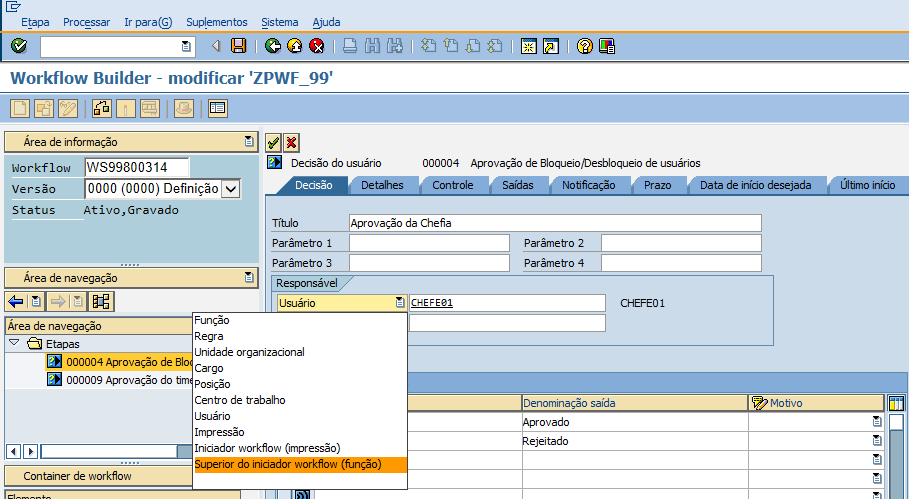 Etapa Processar Ir para(G) Suplementos Sistema Ajuda
Workflow Builder - modificar 'ZPWF_99'
Área de informação
Workflow WS99800314
Versão 0000 (0000) Definição
Status Ativo,Gravado
Área de navegação
Área de navegação
Etapas
000004 Aprovação de Bloc
000009 Aprovação do time
Container de workflow
Elemento
Decisão do usuário 000004 Aprovação de Bloqueio/Desbloqueio de usuários
Decisão Detalhes Controle Saídas Notificação Prazo Data de início desejada Último início
Título Aprovação da Chefia
Parâmetro 1 Parâmetro 2
Parâmetro 3 Parâmetro 4
Responsável
Usuário CHEFE01 CHEFE01
Função
Regra
Unidade organizacional
Cargo
Posição
Centro de trabalho
Usuário
Impressão
Iniciador workflow (impressão)
Superior do iniciador workflow (função)
Denominação saída Motivo
Aprovado
Rejeitado